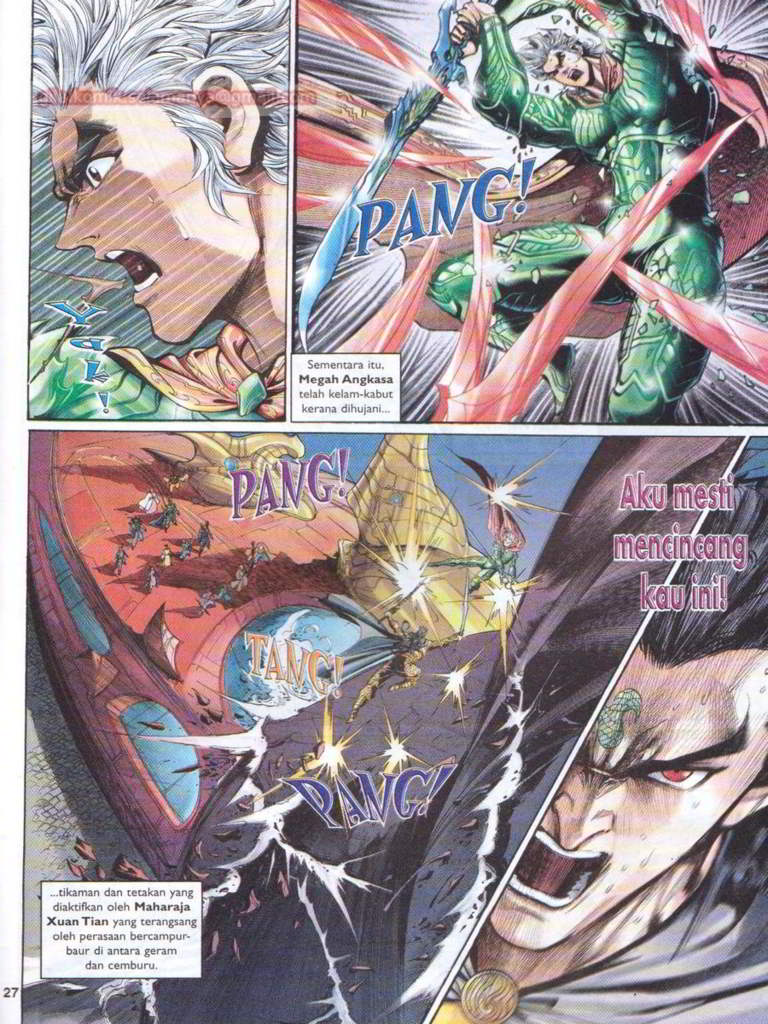 Yak!
PANG!
Sementara itu,
Megah Angkasa
telah kelam-kabut
kerana dihujani...
PANG!
Aku mesti
mencincang
kau ini!
TANG!
PANG!
...tikaman dan tetakan yang
diaktifkan oleh Maharaja
Xuan Tian yang terangsang
oleh perasaan bercampur-
baur di antara geram
dan cemburu.
27